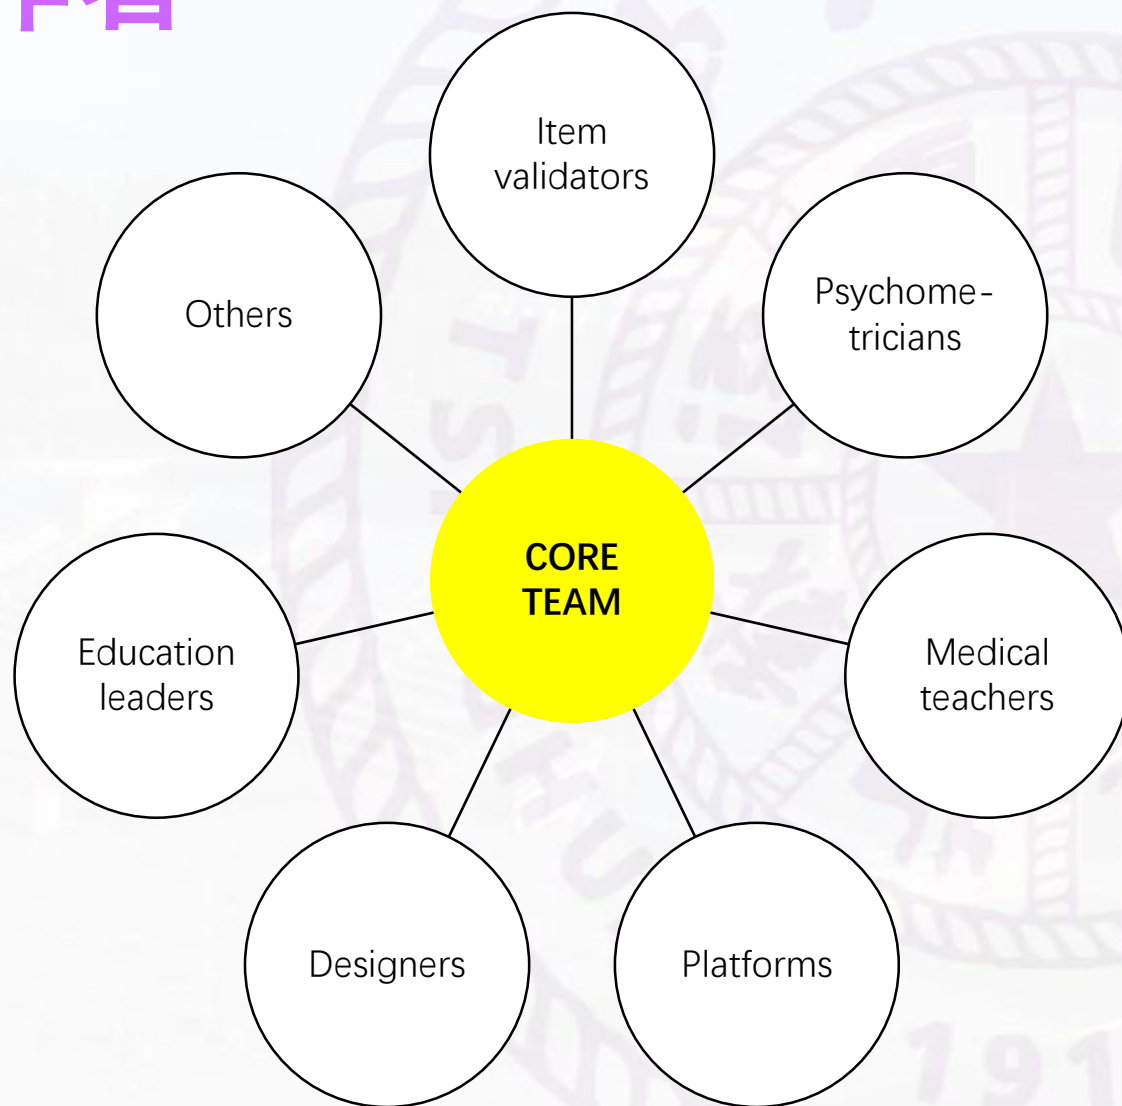 Item
validators
Psychome-
tricians
Others
CORE
TEAM
Education
leaders
Medical
teachers
Designers
Platforms